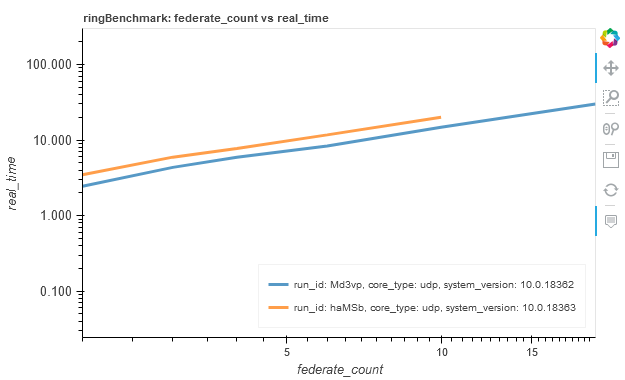 ringBenchmark: federate_count vs real_time
100.000
10.000
1.000
0.100
real_time
run_id: Md3vp, core_type: udp, system_version: 10.0.18362
run_id: haMSb, core_type: udp, system_version: 10.0.18363
5
10
15
federate_count